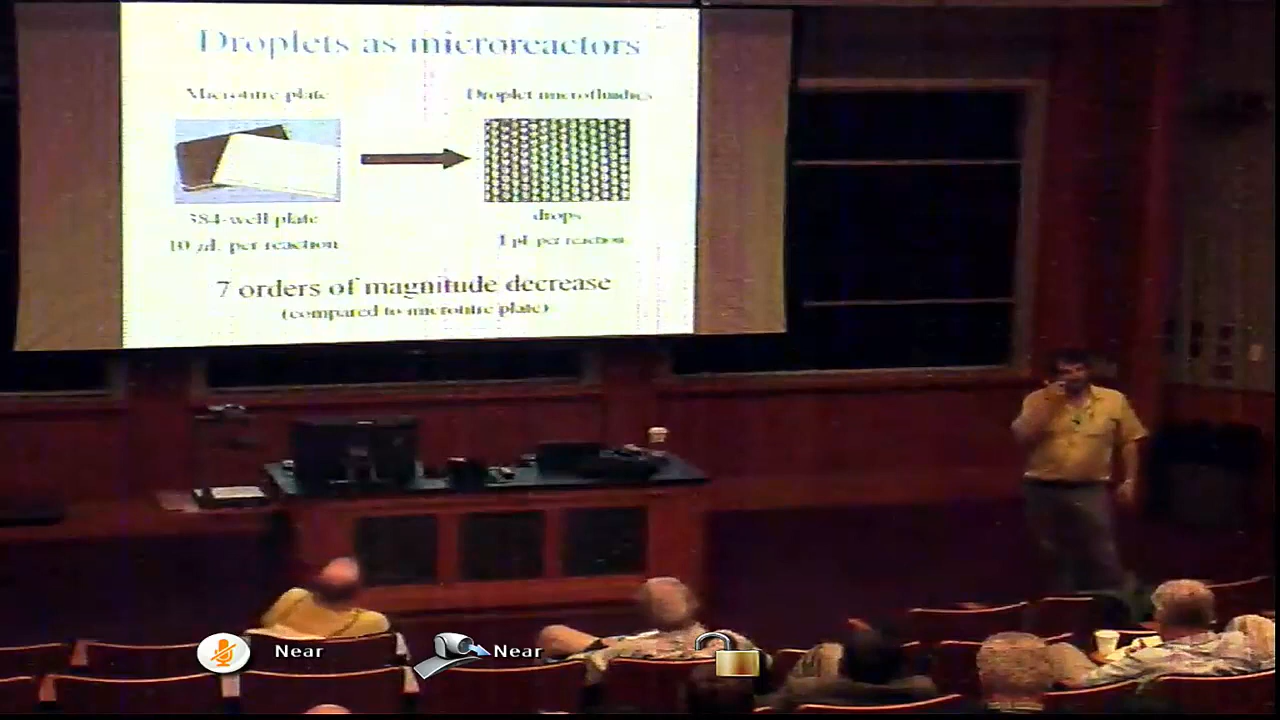 Droplets as microreactors
Microtitre plate
Droplet microfluidics
384-well plate
drops
10 µL per reaction
1 pL per reaction
7 orders of magnitude decrease
(compared to microtitre plate)
Near
Near